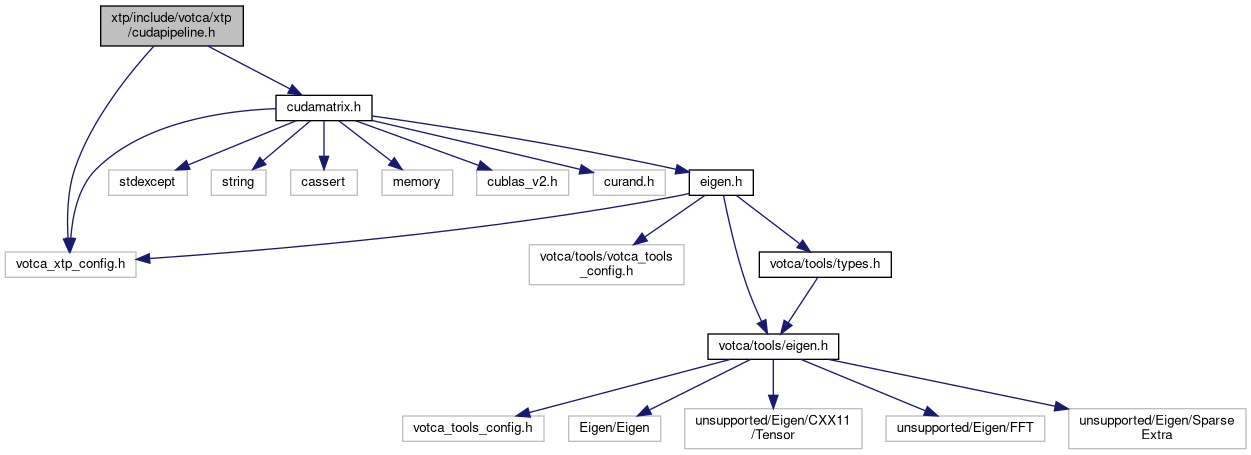 xtp/include/votca/xtp
/cudapipeline.h
cudamatrix.h
stdexcept
string
cassert
memory
cublas_v2.h
curand.h
eigen.h
votca_xtp_config.h
votca/tools/votca_tools
_config.h
votca/tools/types.h
votca/tools/eigen.h
votca_tools_config.h
Eigen/Eigen
unsupported/Eigen/CXX11
/Tensor
unsupported/Eigen/FFT
unsupported/Eigen/Sparse
Extra